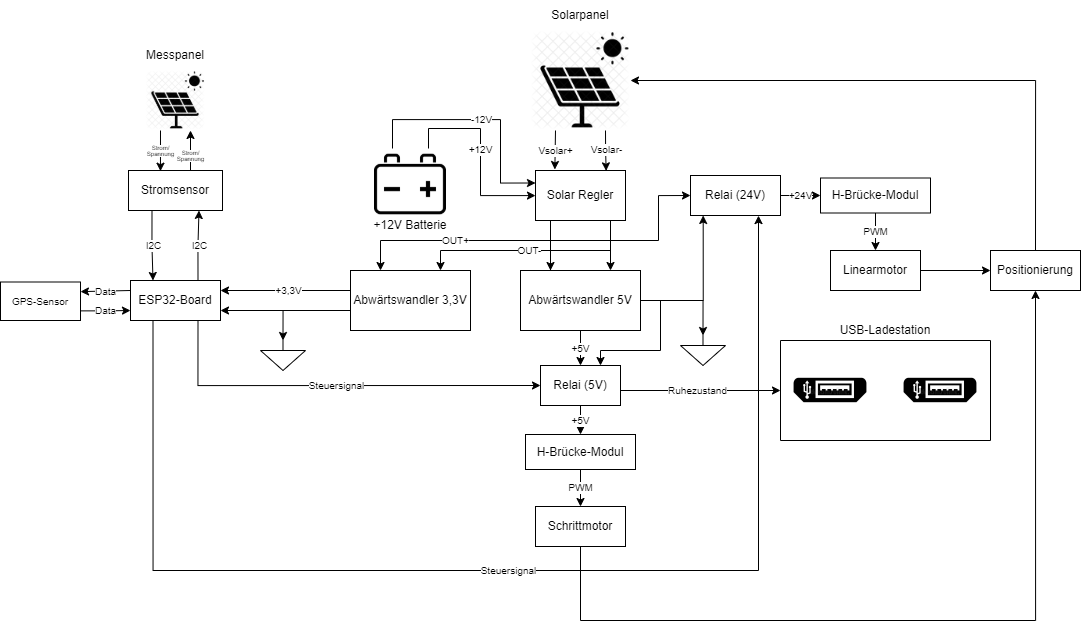 Solarpanel
Messpanel
Strom/
Spannung
Strom/
Spannung
-12V
+12V
Vsolar+
Vsolar-
Stromsensor
Solar Regler
Relai (24V)
+24V
H-Brücke-Modul
+12V Batterie
PWM
I2C
I2C
OUT+
OUT-
Linearmotor
Positionierung
GPS-Sensor
Data
Data
ESP32-Board
+3,3V
Abwärtswandler 3,3V
Abwärtswandler 5V
USB-Ladestation
+5V
Steuersignal
Relai (5V)
Ruhezustand
+5V
H-Brücke-Modul
PWM
Schrittmotor
Steuersignal